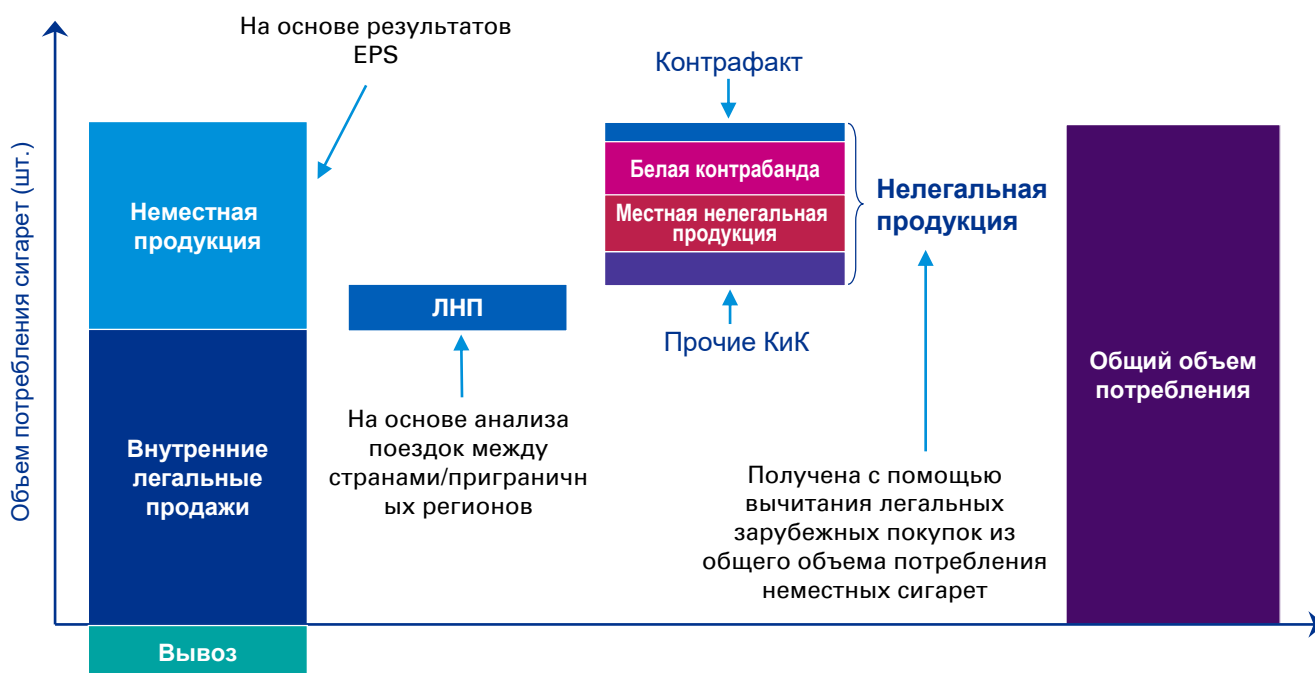 Объем потребления сигарет (шт.)
На основе результатов
EPS
Неместная
продукция
Внутренние
легальные
продажи
Вывоз
ЛНП
На основе анализа
поездок между
странами/приграничн
ых регионов
Контрафакт
Белая контрабанда
Местная нелегальная
продукция
Прочие КиК
Нелегальная
продукция
Получена с помощью
вычитания легальных
зарубежных покупок из
общего объема потребления
неместных сигарет
Общий объем
потребления